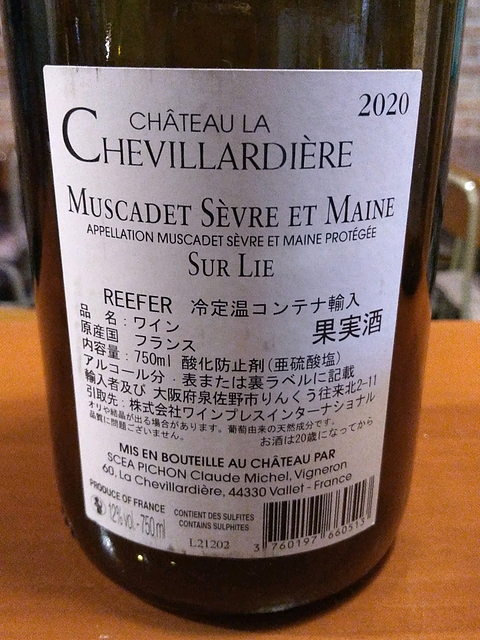 2020
CHÂTEAU LA
CHEVILLARDIÈRE
MUSCADET SÈVRE ET MAINE
APPELLATION MUSCADET SÈVRE ET MAINE PROTÉGÉE
SUR LIE
REEFER 冷定温コンテナ輸入
品 名：ワイン 果実酒
原産国 フランス
内容量：750ml 酸化防止剤(亜硫酸塩)
アルコール分・表または裏ラベルに記載
輸入者及び 大阪府泉佐野市りんくう往来北2-11
引取先：株式会社ワインプレスインターナショナル
オリや結晶が出る場合があります。葡萄由来の天然成分です。
品質に問題ございません。 お酒は20歳になってから
MIS EN BOUTEILLE AU CHÂTEAU PAR
SCEA PICHON Claude Michel, Vigneron
60, La Chevillardière, 44330 Vallet - France
PRODUCE OF FRANCE
12% vol. - 750 ml
CONTIENT DES SULFITES
CONTAINS SULPHITES
L21202
3 760197 660513